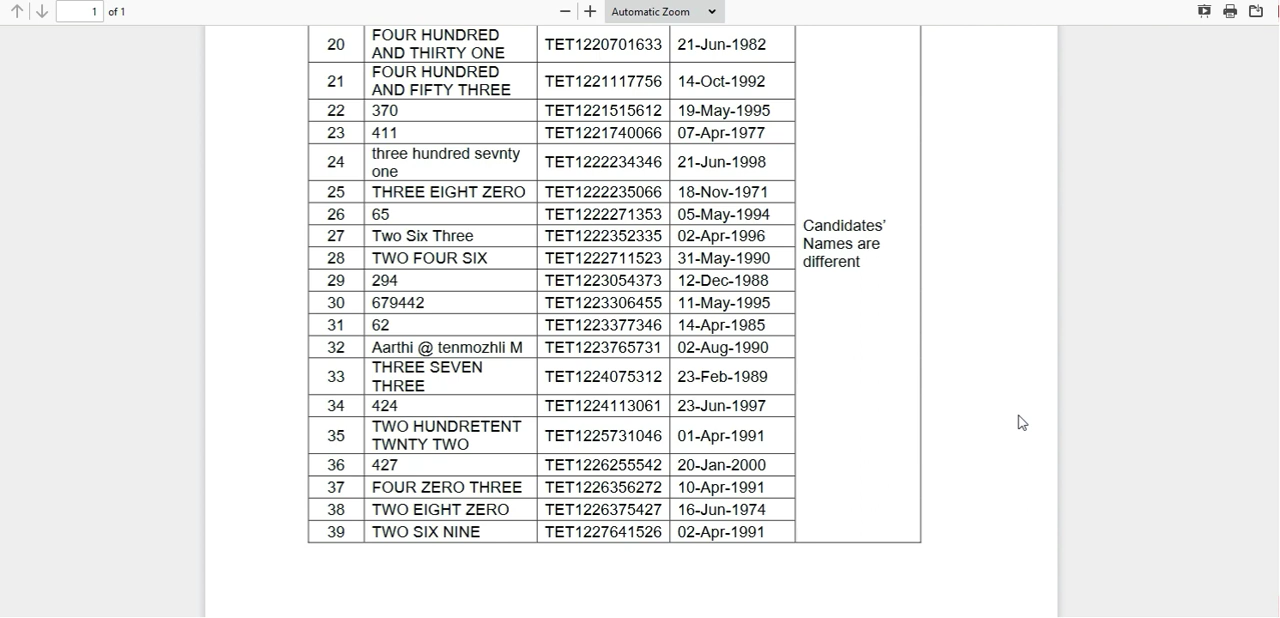 1 of 1 Automatic Zoom
20 FOUR HUNDRED AND THIRTY ONE TET1220701633 21-Jun-1982
21 FOUR HUNDRED AND FIFTY THREE TET1221117756 14-Oct-1992
22 370 TET1221515612 19-May-1995
23 411 TET1221740066 07-Apr-1977
24 three hundred sevnty one TET1222234346 21-Jun-1998
25 THREE EIGHT ZERO TET1222235066 18-Nov-1971
26 65 TET1222271353 05-May-1994
27 Two Six Three TET1222352335 02-Apr-1996
28 TWO FOUR SIX TET1222711523 31-May-1990
29 294 TET1223054373 12-Dec-1988
30 679442 TET1223306455 11-May-1995
31 62 TET1223377346 14-Apr-1985
32 Aarthi @ tenmozhli M TET1223765731 02-Aug-1990
33 THREE SEVEN THREE TET1224075312 23-Feb-1989
34 424 TET1224113061 23-Jun-1997
35 TWO HUNDRETENT TWNTY TWO TET1225731046 01-Apr-1991
36 427 TET1226255542 20-Jan-2000
37 FOUR ZERO THREE TET1226356272 10-Apr-1991
38 TWO EIGHT ZERO TET1226375427 16-Jun-1974
39 TWO SIX NINE TET1227641526 02-Apr-1991
Candidates’
Names are
different